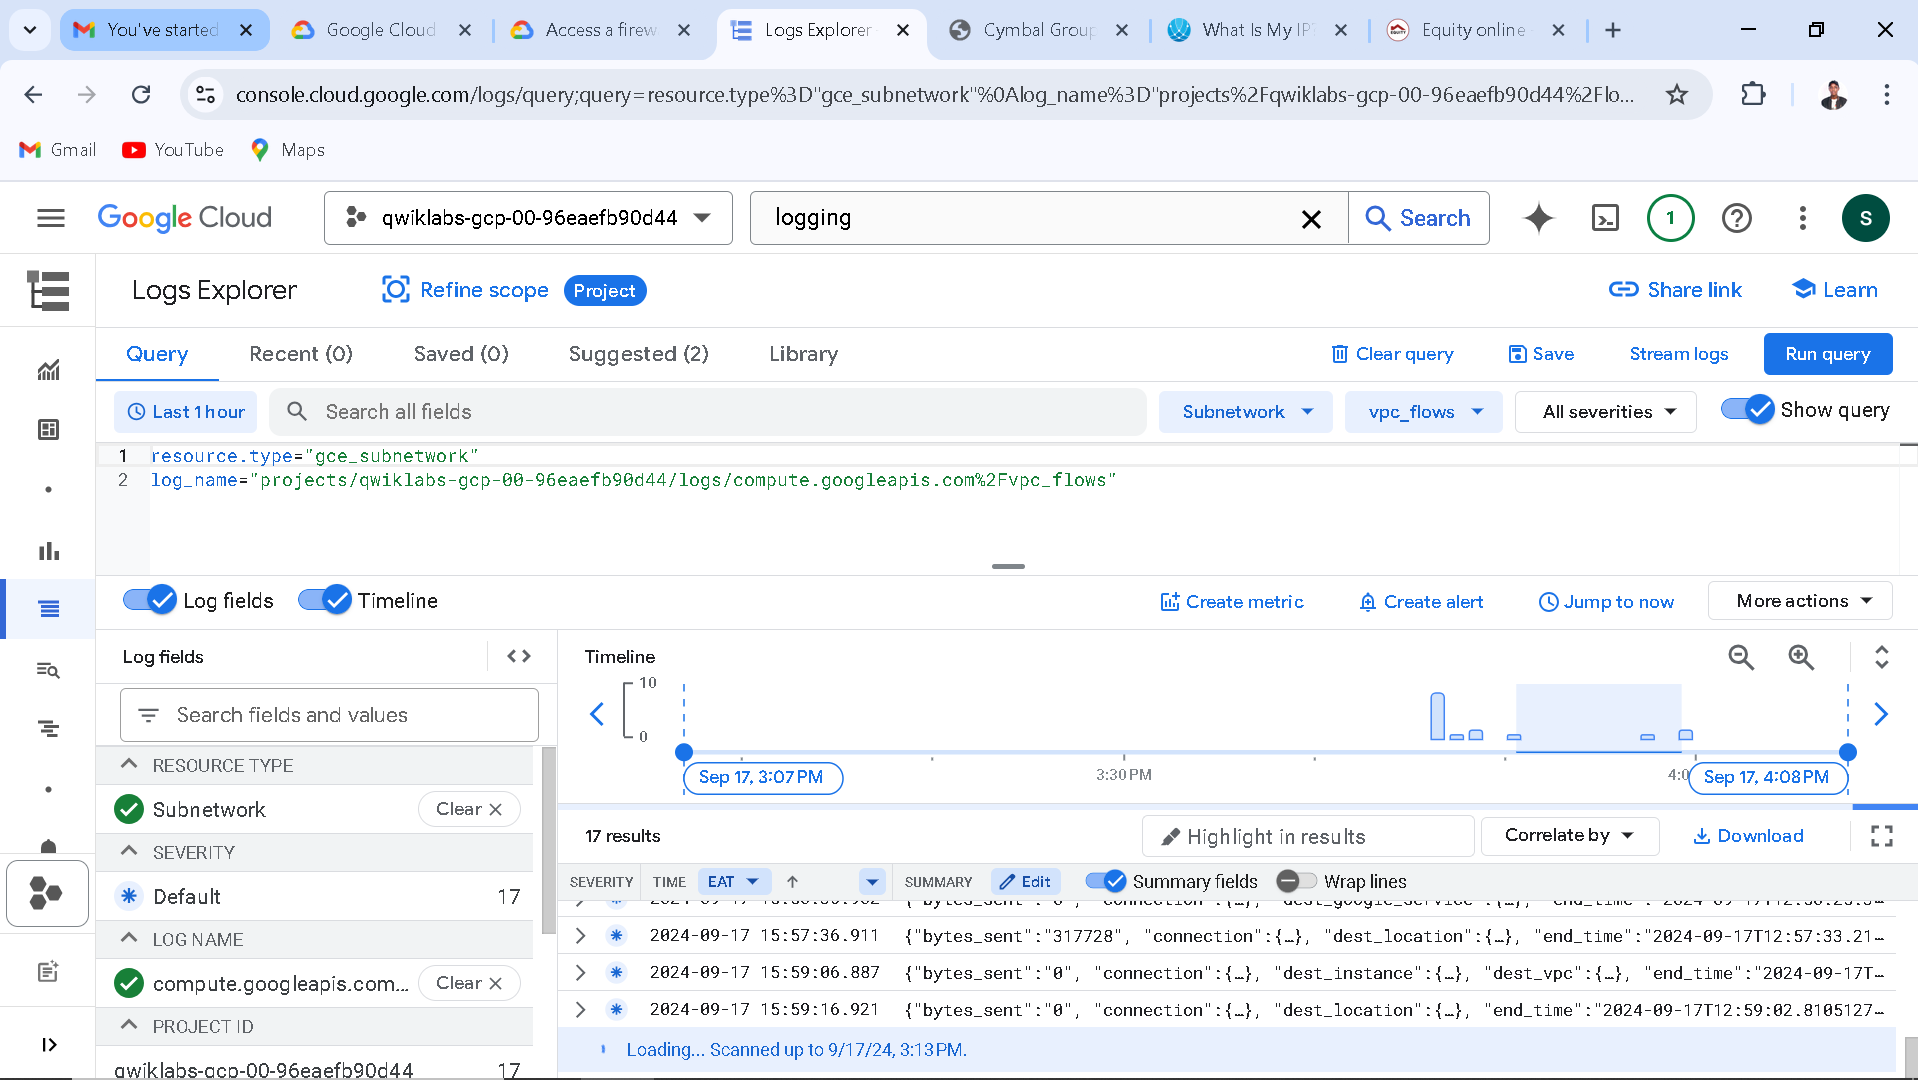 You've started
Google Cloud
Access a firew
Logs Explorer
Cymbal Group
What Is My IP
Equity online
console.cloud.google.com/logs/query;query=resource.type%3D"gce_subnetwork"%0Alog_name%3D"projects%2Fqwiklabs-gcp-00-96eaefb90d44%2Flo...
Gmail
YouTube
Maps
Google Cloud
qwiklabs-gcp-00-96eaefb90d44
logging
Search
1
S
Logs Explorer
Refine scope
Project
Share link
Learn
Query
Recent (0)
Saved (0)
Suggested (2)
Library
Clear query
Save
Stream logs
Run query
Last 1 hour
Search all fields
Subnetwork
vpc_flows
All severities
Show query
1 resource.type="gce_subnetwork"
2 log_name="projects/qwiklabs-gcp-00-96eaefb90d44/logs/compute.googleapis.com%2Fvpc_flows"
Log fields
Timeline
Create metric
Create alert
Jump to now
More actions
Log fields
Search fields and values
RESOURCE TYPE
Subnetwork
Clear
SEVERITY
Default 17
LOG NAME
compute.googleapis.com...
Clear
PROJECT ID
qwiklabs-gcp-00-96eaefb90d44 17
Timeline
10
0
Sep 17, 3:07 PM
3:30 PM
4:0
Sep 17, 4:08 PM
17 results
Highlight in results
Correlate by
Download
SEVERITY TIME EAT SUMMARY Edit Summary fields Wrap lines
2024-09-17 15:57:36.911 {"bytes_sent":"317728", "connection":{…}, "dest_location":{…}, "end_time":"2024-09-17T12:57:33.21…
2024-09-17 15:59:06.887 {"bytes_sent":"0", "connection":{…}, "dest_instance":{…}, "dest_vpc":{…}, "end_time":"2024-09-17T…
2024-09-17 15:59:16.921 {"bytes_sent":"0", "connection":{…}, "dest_location":{…}, "end_time":"2024-09-17T12:59:02.8105127…
Loading... Scanned up to 9/17/24, 3:13 PM.